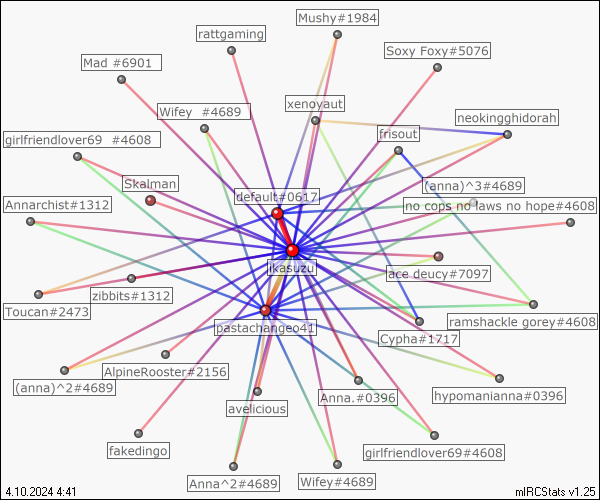 Mushy#1984
rattgaming
Soxy Foxy#5076
Mad #6901
xenovaut
Wifey #4689
neokingghidorah
frisout
girlfriendlover69 #4608
Skalman
(anna)^3#4689
default#0617
Annarchist#1312
no cops no laws no hope#4608
ikasuzu
ace deucy#7097
zibbits#1312
Toucan#2473
ramshackle gorey#4608
pastachangeo41
Cypha#1717
AlpineRooster#2156
(anna)^2#4689
hypomanianna#0396
Anna.#0396
avelicious
fakedingo
girlfriendlover69#4608
Anna^2#4689
Wifey#4689
4.10.2024 4:41
mIRCStats v1.25